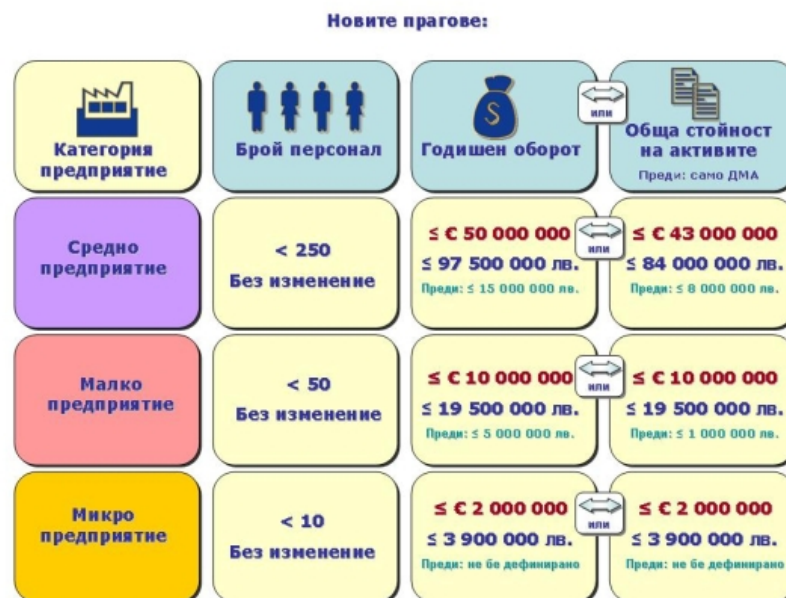 Новите прагове:
Категория
предприятие
Брой персонал
Годишен оборот
или
Обща стойност
на активите
Преди: само ДМА
Средно
предприятие
< 250
Без изменение
≤ € 50 000 000
≤ 97 500 000 лв.
Преди: ≤ 15 000 000 лв.
или
≤ € 43 000 000
≤ 84 000 000 лв.
Преди: ≤ 8 000 000 лв.
Малко
предприятие
< 50
Без изменение
≤ € 10 000 000
≤ 19 500 000 лв.
Преди: ≤ 5 000 000 лв.
или
≤ € 10 000 000
≤ 19 500 000 лв.
Преди: ≤ 1 000 000 лв.
Микро
предприятие
< 10
Без изменение
≤ € 2 000 000
≤ 3 900 000 лв.
Преди: не бе дефинирано
или
≤ € 2 000 000
≤ 3 900 000 лв.
Преди: не бе дефинирано